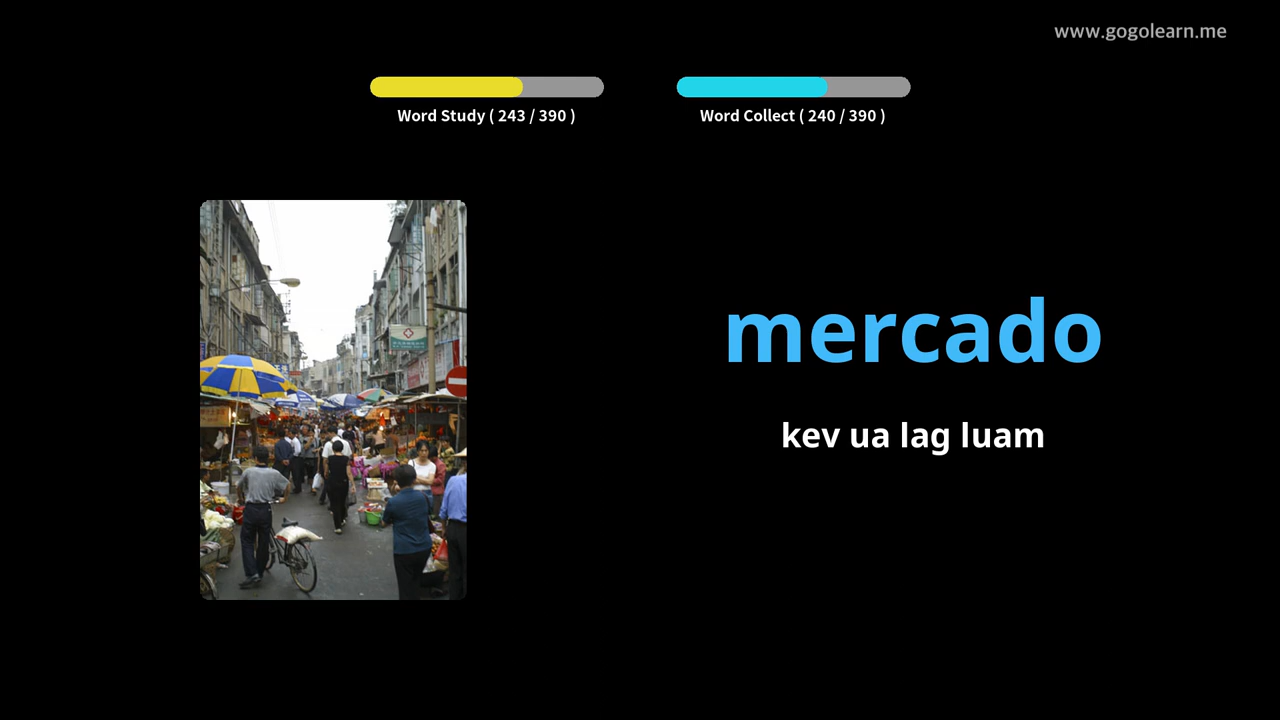 www.gogolearn.me
Word Study ( 243 / 390 )
Word Collect ( 240 / 390 )
mercado
kev ua lag luam